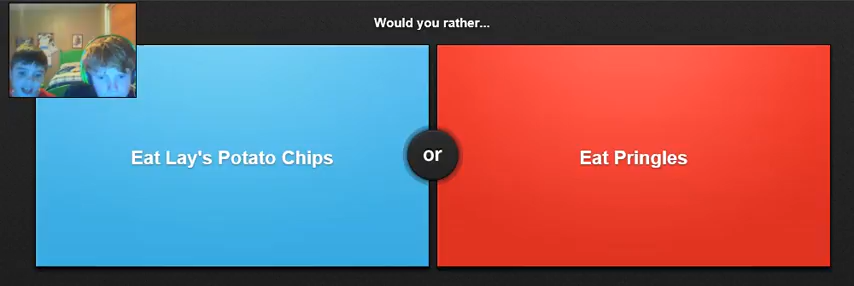 Would you rather...
Eat Lay's Potato Chips
or
Eat Pringles